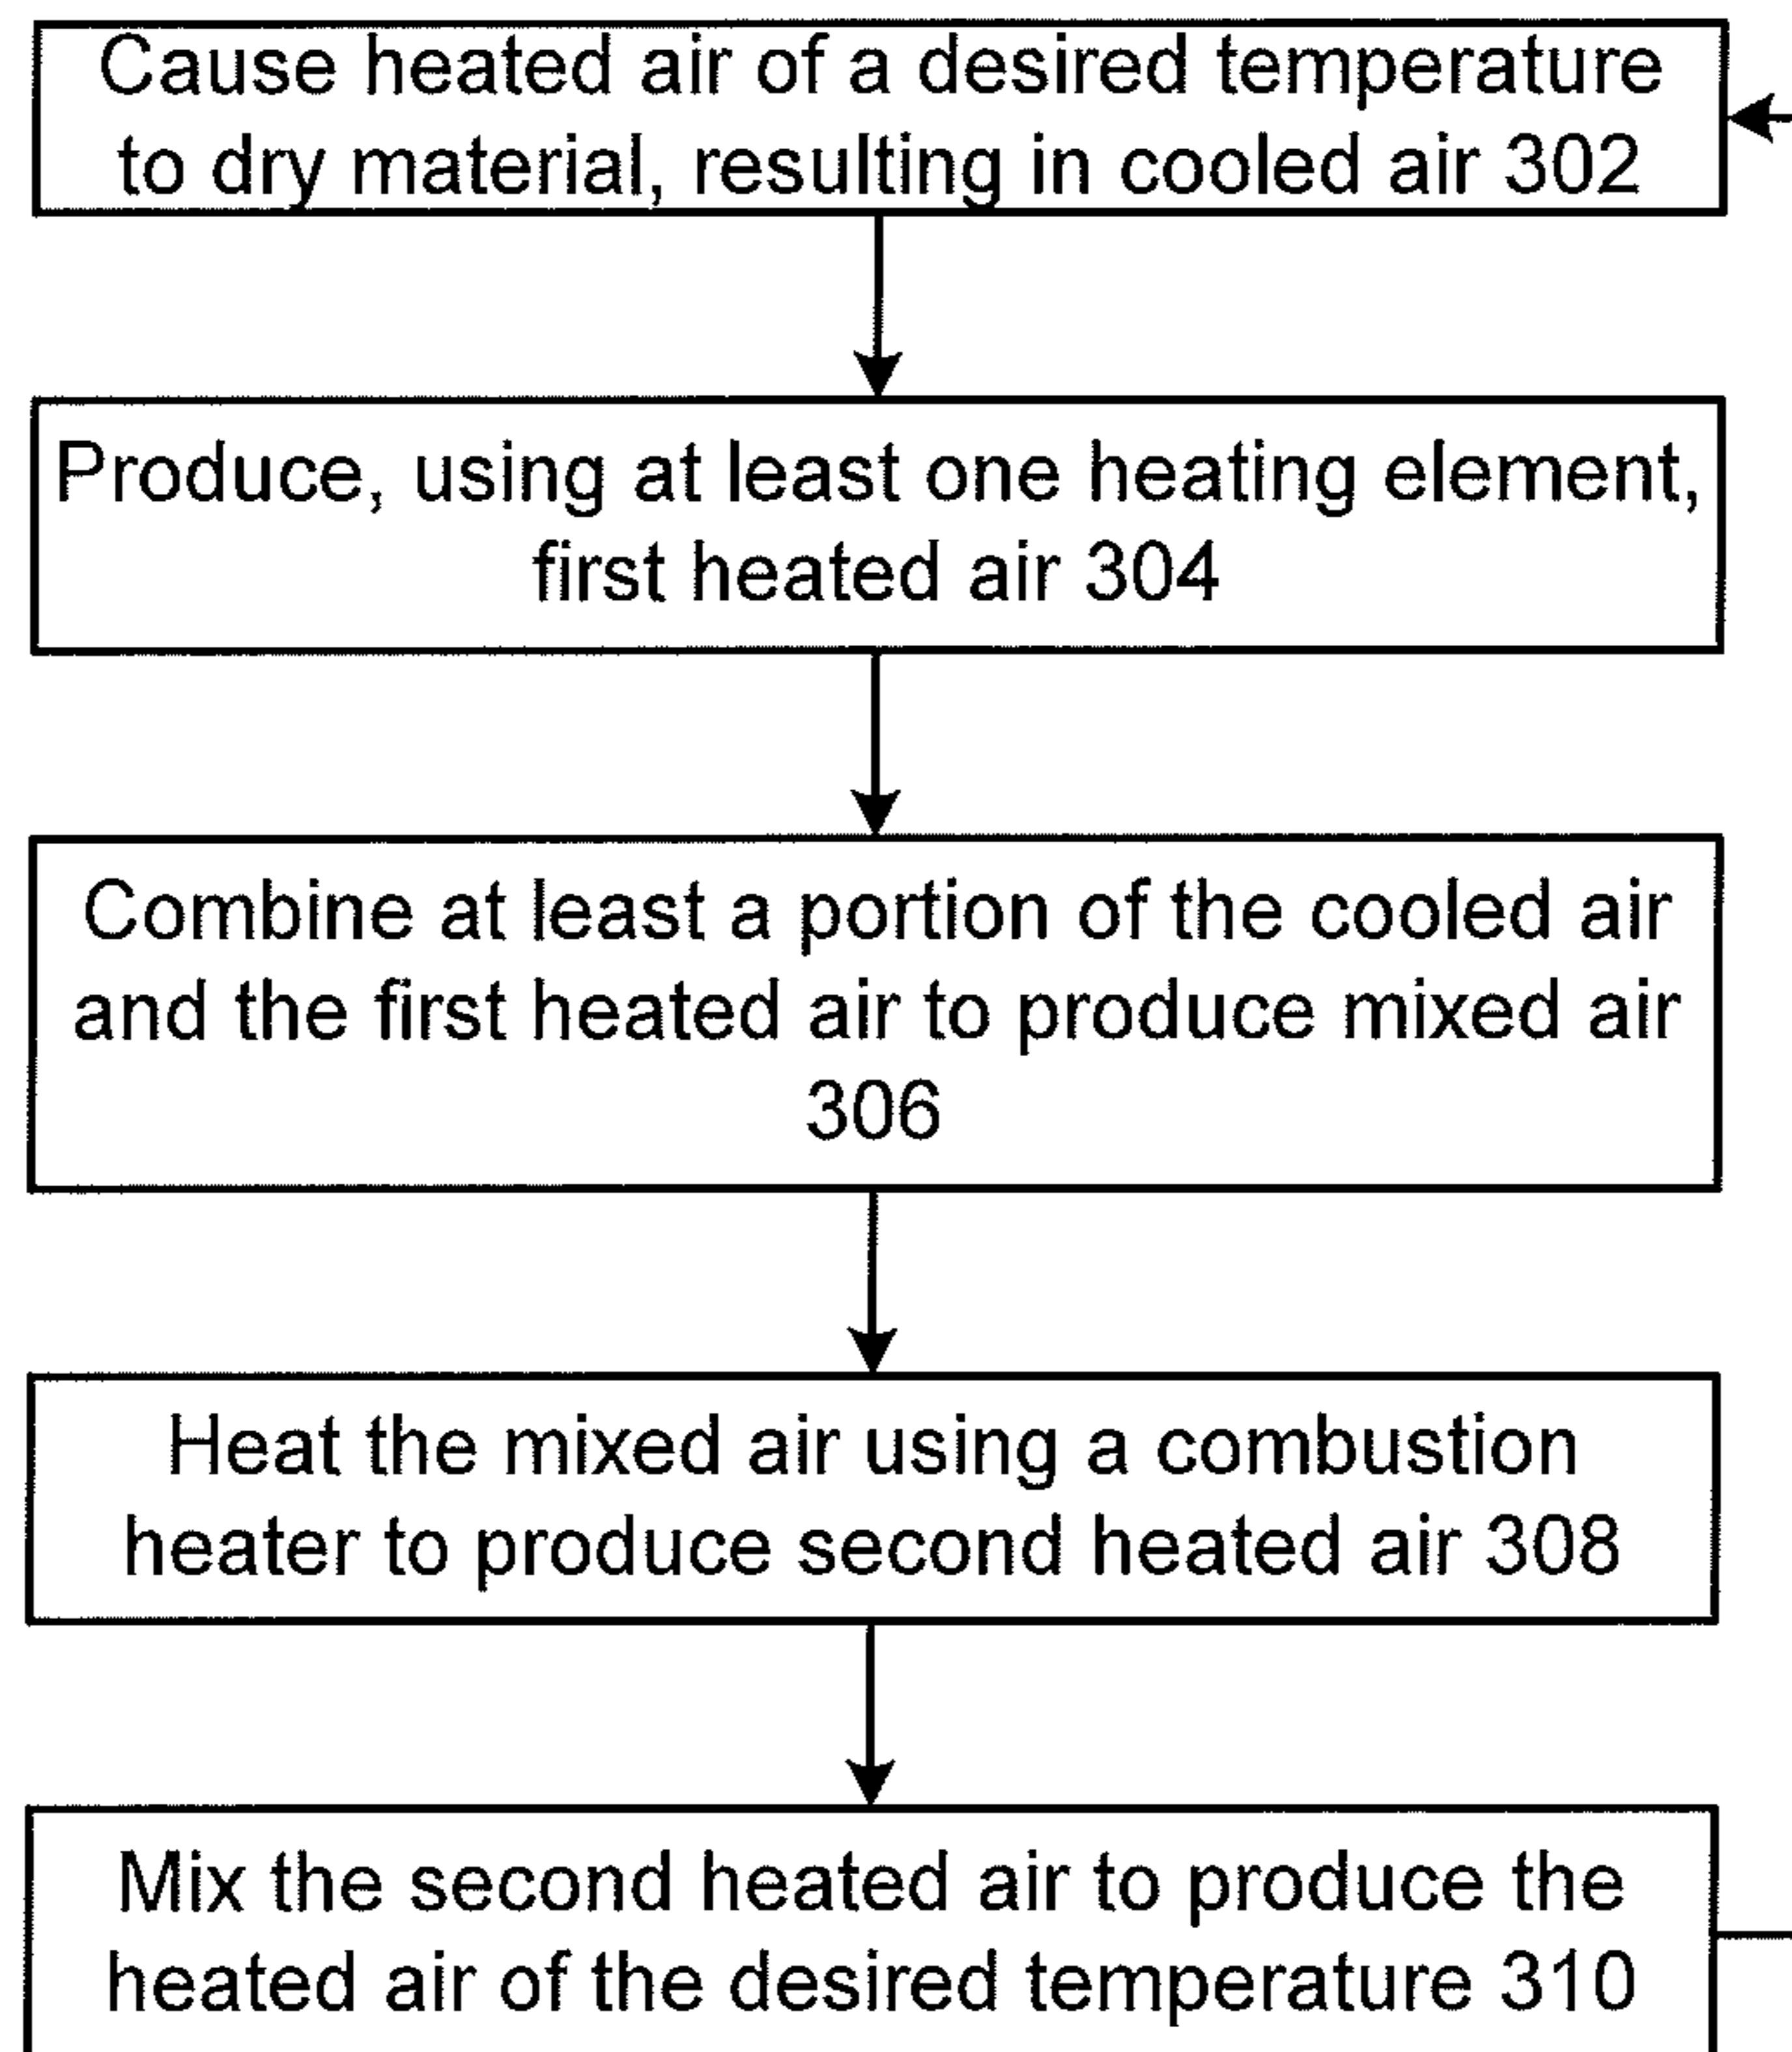 Cause heated air of a desired temperature
to dry material, resulting in cooled air 302
Produce, using at least one heating element,
first heated air 304
Combine at least a portion of the cooled air
and the first heated air to produce mixed air
306
Heat the mixed air using a combustion
heater to produce second heated air 308
Mix the second heated air to produce the
heated air of the desired temperature 310